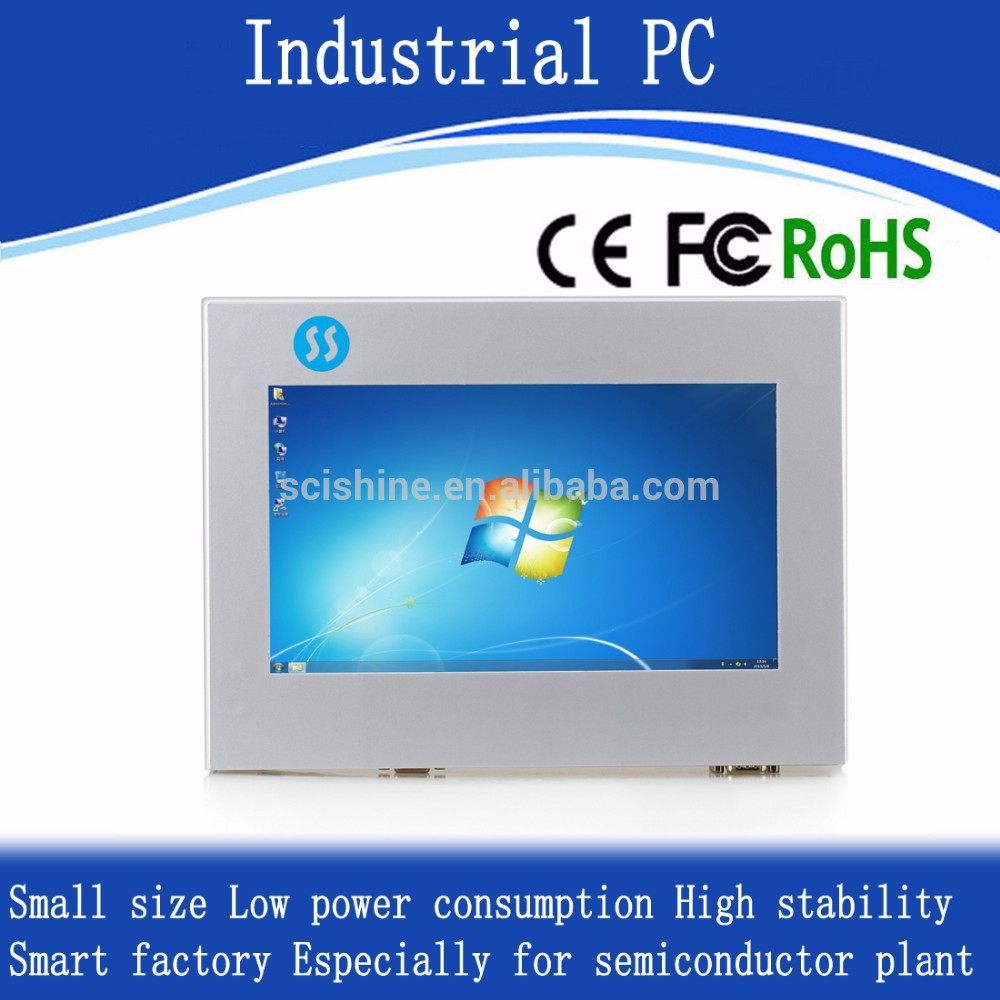 Industrial PC
CE FC RoHS
SS
scishine.en.alibaba.com
Small size Low power consumption High stability
Smart factory Especially for semiconductor plant